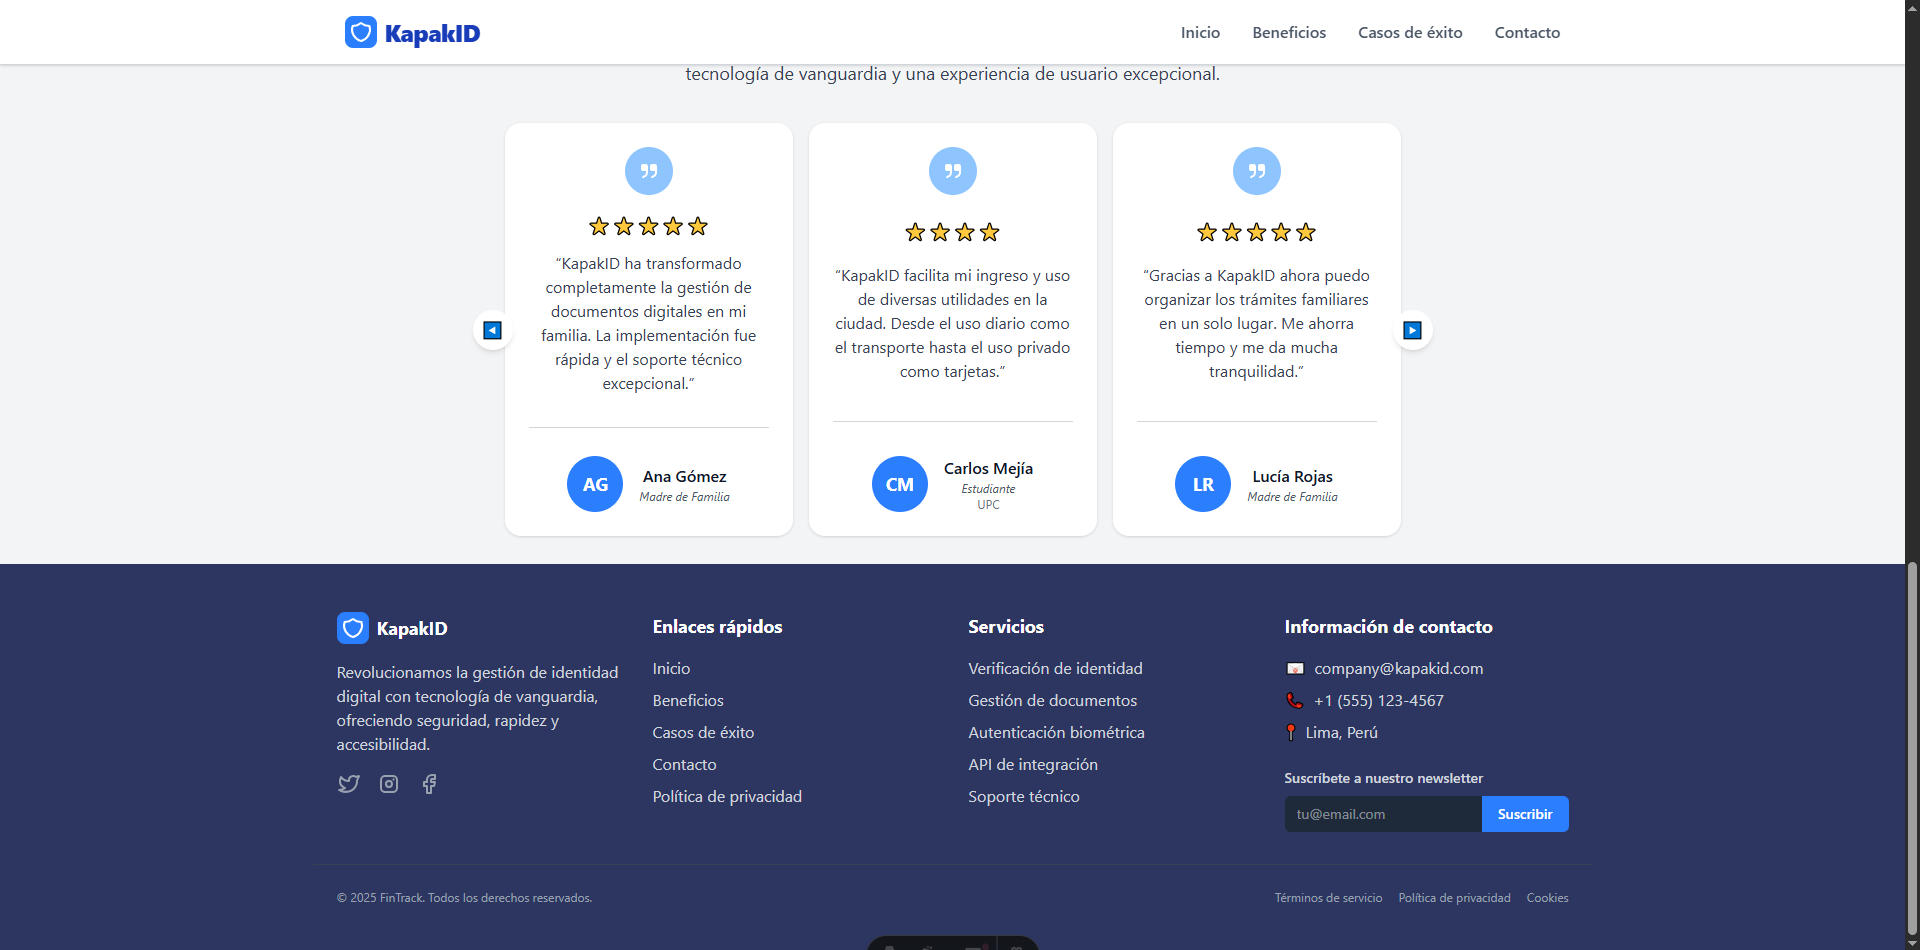 KapakID
Inicio
Beneficios
Casos de éxito
Contacto
tecnología de vanguardia y una experiencia de usuario excepcional.
“KapakID ha transformado
completamente la gestión de
documentos digitales en mi
familia. La implementación fue
rápida y el soporte técnico
excepcional.”
Ana Gómez
AG
Madre de Familia
“KapakID facilita mi ingreso y uso
de diversas utilidades en la
ciudad. Desde el uso diario como
el transporte hasta el uso privado
como tarjetas.”
Carlos Mejía
CM
Estudiante
UPC
“Gracias a KapakID ahora puedo
organizar los trámites familiares
en un solo lugar. Me ahorra
tiempo y me da mucha
tranquilidad.”
Lucía Rojas
LR
Madre de Familia
KapakID
Revolucionamos la gestión de identidad
digital con tecnología de vanguardia,
ofreciendo seguridad, rapidez y
accesibilidad.
Enlaces rápidos
Inicio
Beneficios
Casos de éxito
Contacto
Política de privacidad
Servicios
Verificación de identidad
Gestión de documentos
Autenticación biométrica
API de integración
Soporte técnico
Información de contacto
company@kapakid.com
+1 (555) 123-4567
Lima, Perú
Suscríbete a nuestro newsletter
tu@email.com
Suscribir
© 2025 FinTrack. Todos los derechos reservados.
Términos de servicio
Política de privacidad
Cookies